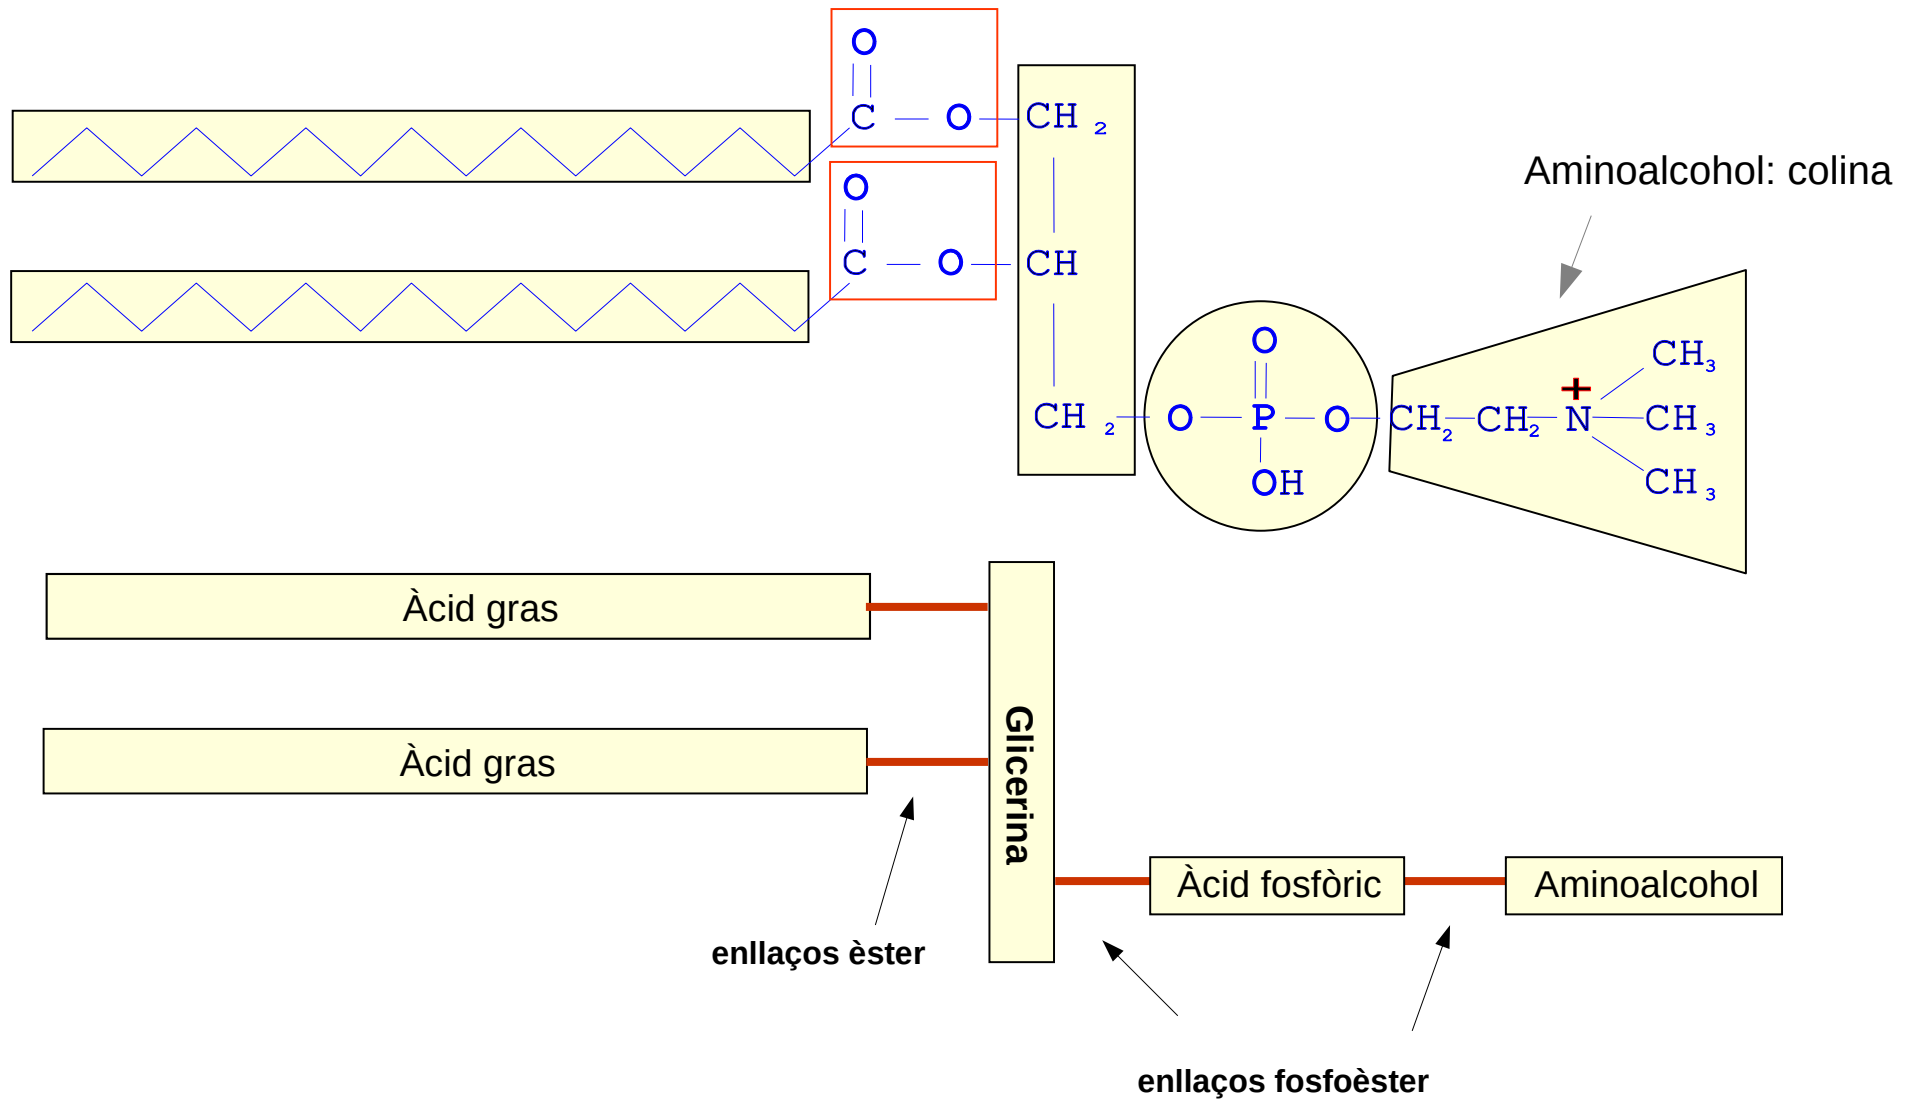 O
C O CH2
Aminoalcohol: colina
O
C O CH
O
CH3
+
CH2 O P O CH2 CH2 N CH3
OH
CH3
Àcid gras
Àcid gras
Glicerina
Àcid fosfòric
Aminoalcohol
enllaços èster
enllaços fosfoèster